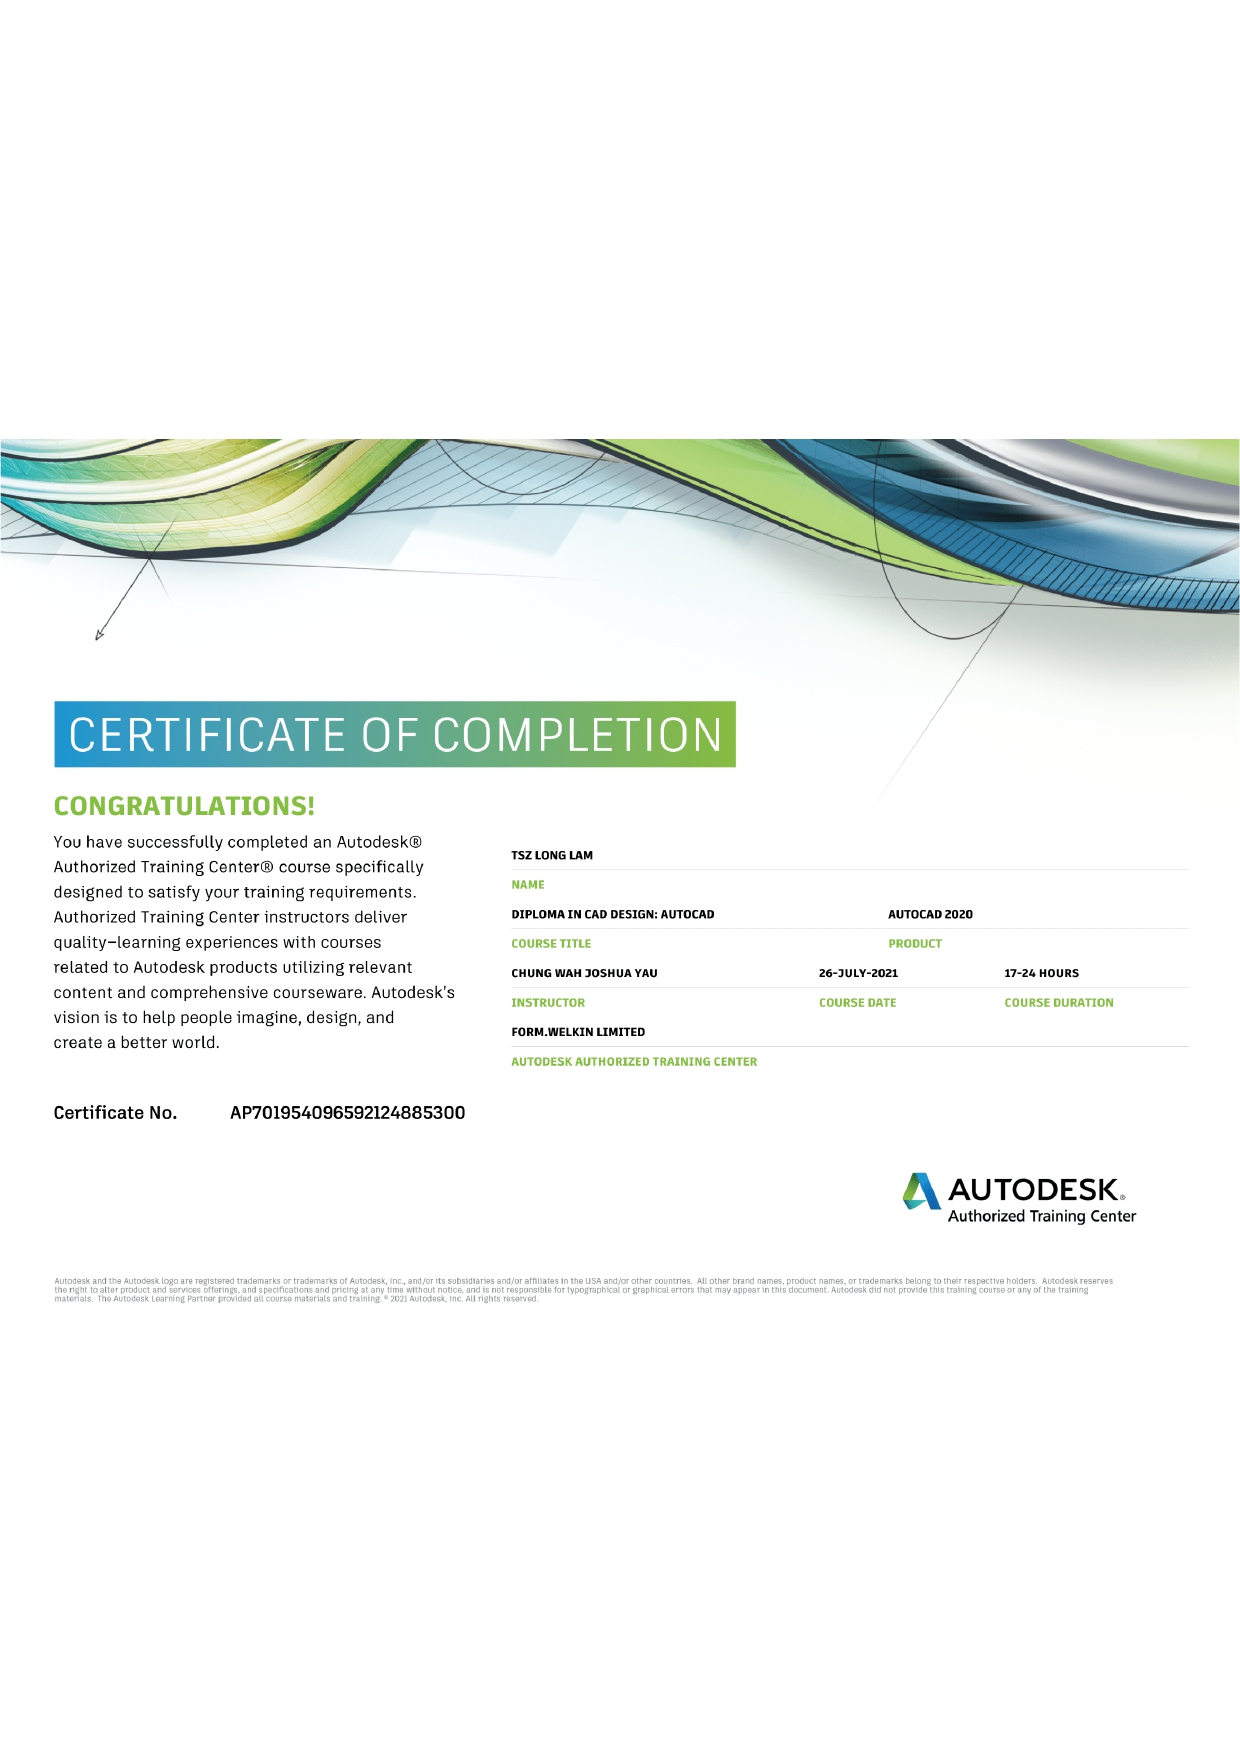 CERTIFICATE OF COMPLETION
CONGRATULATIONS!
You have successfully completed an Autodesk®
Authorized Training Center® course specifically
designed to satisfy your training requirements.
Authorized Training Center instructors deliver
quality-learning experiences with courses
related to Autodesk products utilizing relevant
content and comprehensive courseware. Autodesk's
vision is to help people imagine, design, and
create a better world.
Certificate No. AP701954096592124885300
TSZ LONG LAM
NAME
DIPLOMA IN CAD DESIGN: AUTOCAD AUTOCAD 2020
COURSE TITLE PRODUCT
CHUNG WAH JOSHUA YAU 26-JULY-2021 17-24 HOURS
INSTRUCTOR COURSE DATE COURSE DURATION
FORM.WELKIN LIMITED
AUTODESK AUTHORIZED TRAINING CENTER
AUTODESK®
Authorized Training Center
Autodesk and the Autodesk logo are registered trademarks or trademarks of Autodesk, Inc., and/or its subsidiaries and/or affiliates in the USA and/or other countries. All other brand names, product names, or trademarks belong to their respective holders. Autodesk reserves
the right to alter product and services offerings, and specifications and pricing at any time without notice, and is not responsible for typographical or graphical errors that may appear in this document. Autodesk did not provide this training course or any of the training
materials. The Autodesk Learning Partner provided all course materials and training. © 2021 Autodesk, Inc. All rights reserved.